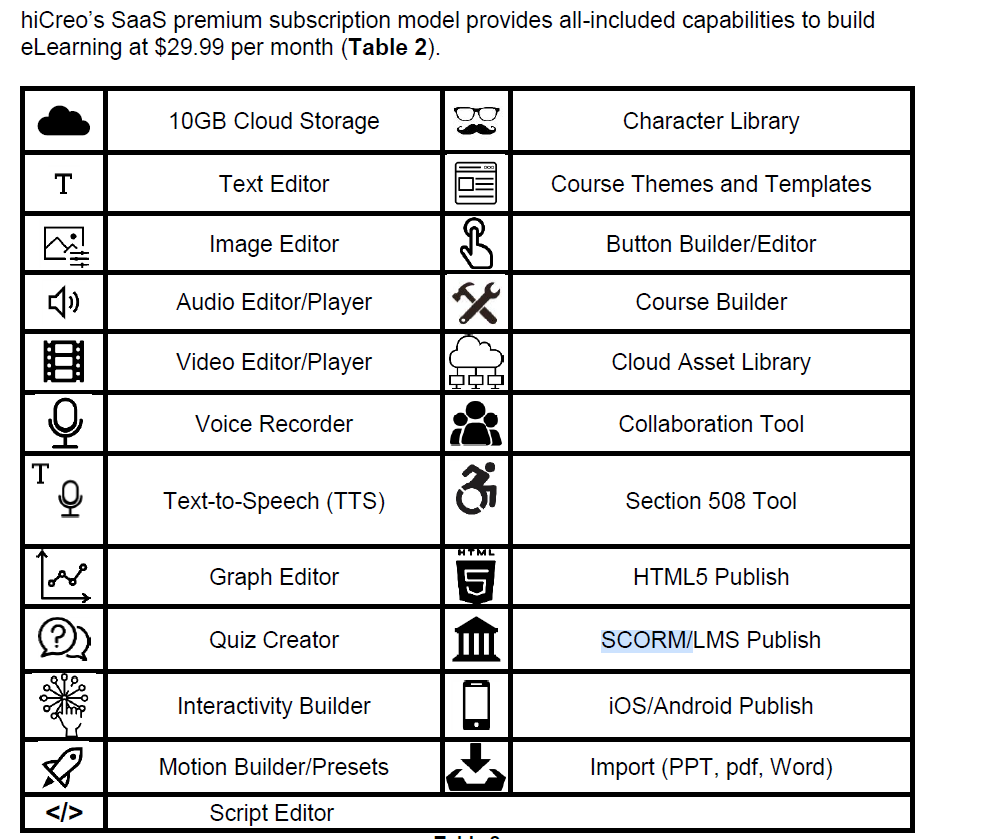 hiCreo’s SaaS premium subscription model provides all-included capabilities to build
eLearning at $29.99 per month (Table 2).
10GB Cloud Storage
Character Library
T
Text Editor
Course Themes and Templates
Image Editor
Button Builder/Editor
Audio Editor/Player
Course Builder
Video Editor/Player
Cloud Asset Library
Voice Recorder
Collaboration Tool
T
Text-to-Speech (TTS)
Section 508 Tool
Graph Editor
HTML
5
HTML5 Publish
?
Quiz Creator
SCORM/LMS Publish
Interactivity Builder
iOS/Android Publish
Motion Builder/Presets
Import (PPT, pdf, Word)
</>
Script Editor